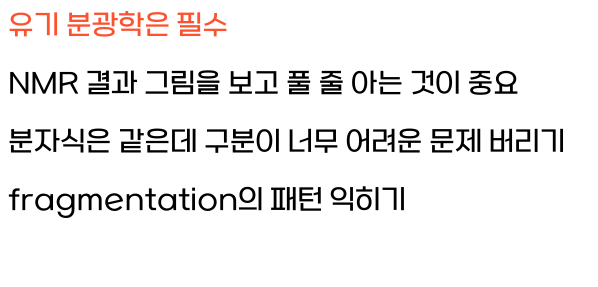 유기 분광학은 필수
NMR 결과 그림을 보고 풀 줄 아는 것이 중요
분자식은 같은데 구분이 너무 어려운 문제 버리기
fragmentation의 패턴 익히기